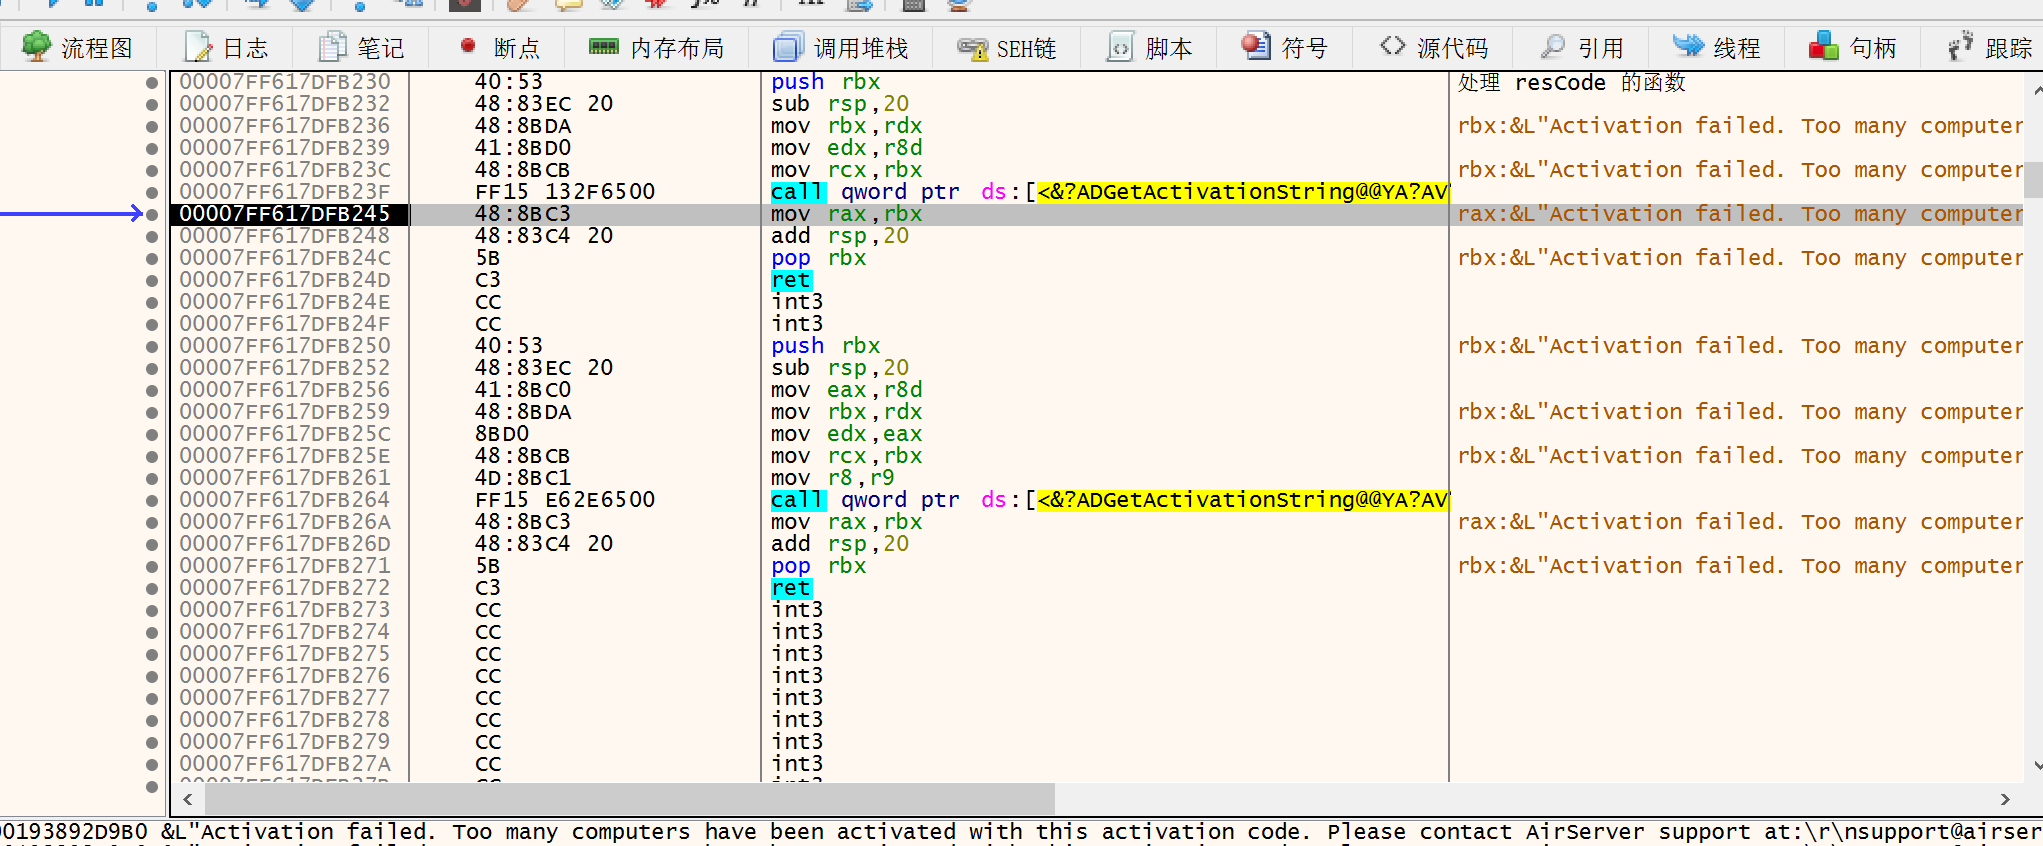 流程图 日志 笔记 断点 内存布局 调用堆栈 SEH链 脚本 符号 源代码 引用 线程 句柄 跟踪
00007FF617DFB230 40:53 push rbx 处理 resCode 的函数
00007FF617DFB232 48:83EC 20 sub rsp,20
00007FF617DFB236 48:8BDA mov rbx,rdx rbx:&L"Activation failed. Too many computer
00007FF617DFB239 41:8BD0 mov edx,r8d
00007FF617DFB23C 48:8BCB mov rcx,rbx rbx:&L"Activation failed. Too many computer
00007FF617DFB23F FF15 132F6500 call qword ptr ds:[<&?ADGetActivationString@@YA?AV
00007FF617DFB245 48:8BC3 mov rax,rbx rax:&L"Activation failed. Too many computer
00007FF617DFB248 48:83C4 20 add rsp,20
00007FF617DFB24C 5B pop rbx rbx:&L"Activation failed. Too many computer
00007FF617DFB24D C3 ret
00007FF617DFB24E CC int3
00007FF617DFB24F CC int3
00007FF617DFB250 40:53 push rbx rbx:&L"Activation failed. Too many computer
00007FF617DFB252 48:83EC 20 sub rsp,20
00007FF617DFB256 41:8BC0 mov eax,r8d
00007FF617DFB259 48:8BDA mov rbx,rdx rbx:&L"Activation failed. Too many computer
00007FF617DFB25C 8BD0 mov edx,eax
00007FF617DFB25E 48:8BCB mov rcx,rbx rbx:&L"Activation failed. Too many computer
00007FF617DFB261 4D:8BC1 mov r8,r9
00007FF617DFB264 FF15 E62E6500 call qword ptr ds:[<&?ADGetActivationString@@YA?AV
00007FF617DFB26A 48:8BC3 mov rax,rbx rax:&L"Activation failed. Too many computer
00007FF617DFB26D 48:83C4 20 add rsp,20
00007FF617DFB271 5B pop rbx rbx:&L"Activation failed. Too many computer
00007FF617DFB272 C3 ret
00007FF617DFB273 CC int3
00007FF617DFB274 CC int3
00007FF617DFB275 CC int3
00007FF617DFB276 CC int3
00007FF617DFB277 CC int3
00007FF617DFB278 CC int3
00007FF617DFB279 CC int3
00007FF617DFB27A CC int3
00193892D9B0 &L"Activation failed. Too many computers have been activated with this activation code. Please contact AirServer support at:\r\nsupport@airser